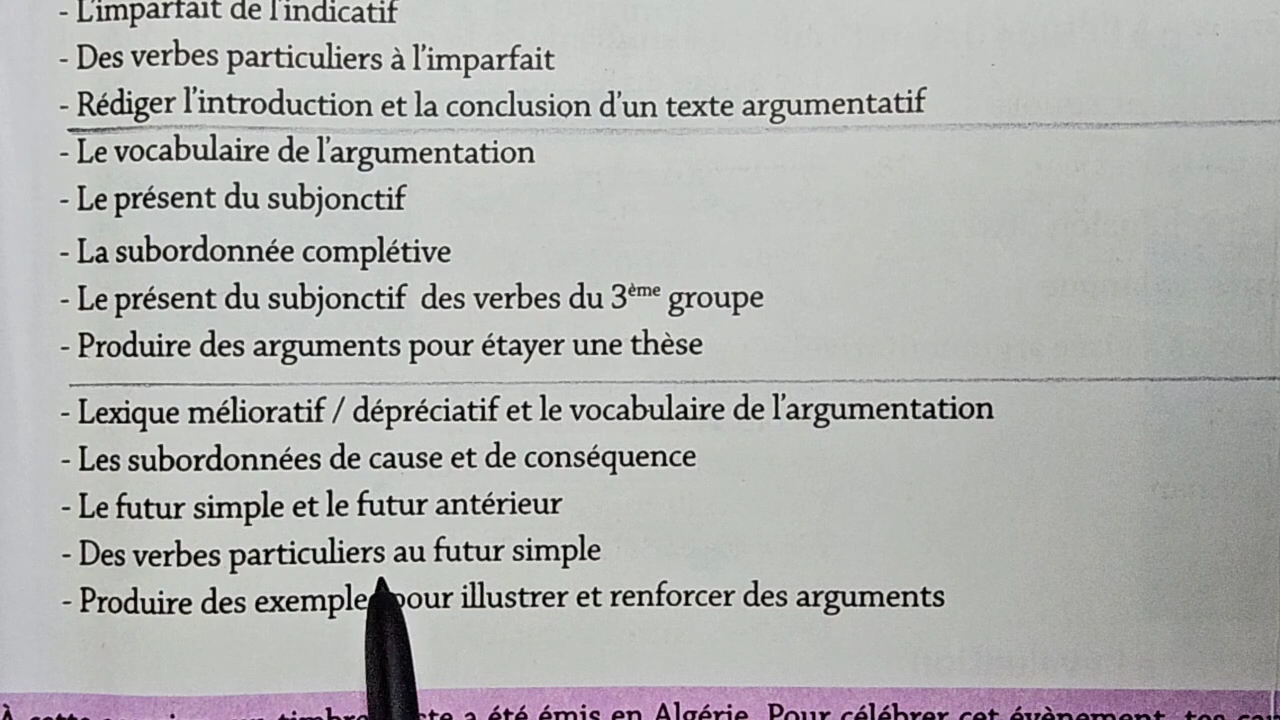 - L'imparfait de l'indicatif
- Des verbes particuliers à l'imparfait
- Rédiger l'introduction et la conclusion d'un texte argumentatif
- Le vocabulaire de l'argumentation
- Le présent du subjonctif
- La subordonnée complétive
- Le présent du subjonctif des verbes du 3ème groupe
- Produire des arguments pour étayer une thèse
- Lexique mélioratif / dépréciatif et le vocabulaire de l'argumentation
- Les subordonnées de cause et de conséquence
- Le futur simple et le futur antérieur
- Des verbes particuliers au futur simple
- Produire des exemples pour illustrer et renforcer des arguments
À cette a été émis en Algérie. Pour célébrer cet évènement,